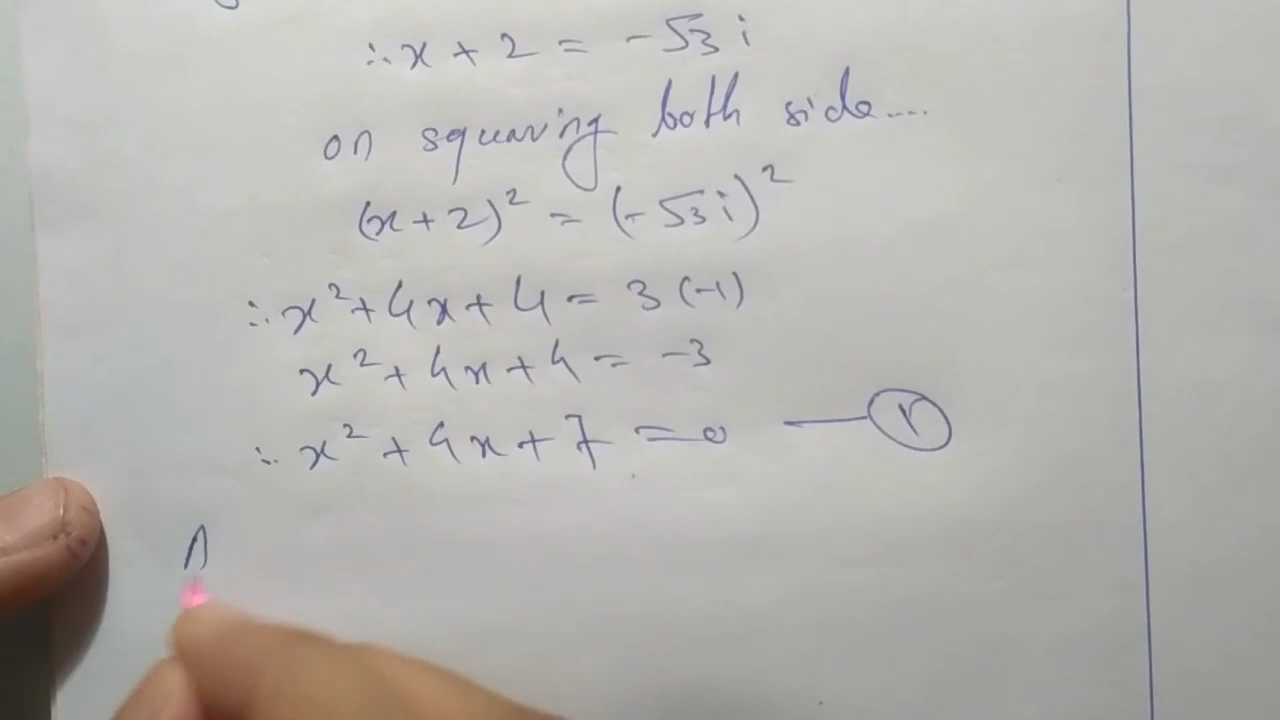 ∴ x + 2 = -√3 i
on squaring both side....
(x+2)² = (-√3 i)²
∴ x² + 4x + 4 = 3 (-1)
x² + 4x + 4 = -3
∴ x² + 4x + 7 = 0 —